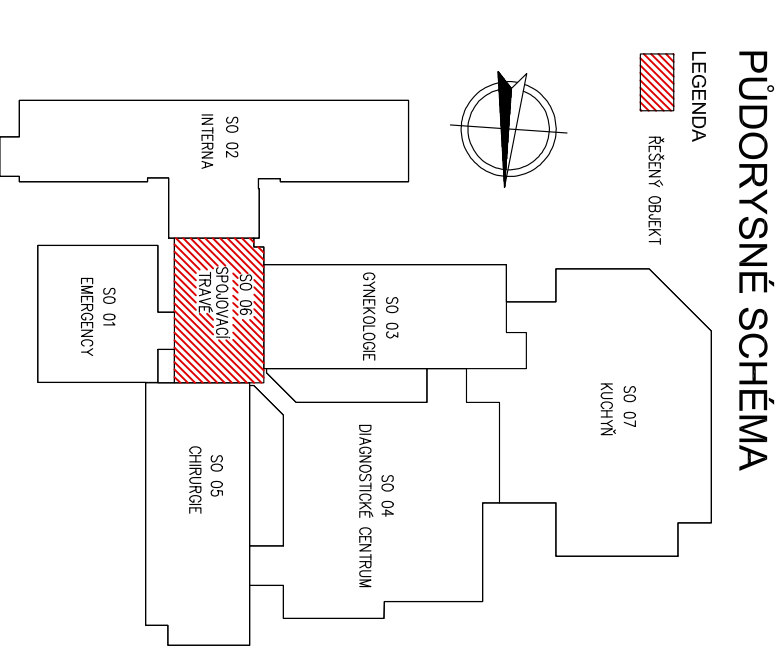 PŮDORYSNÉ SCHÉMA
LEGENDA
ŘEŠENÝ OBJEKT
SO 07
KUCHYŇ
SO 03
GYNEKOLOGIE
SO 04
DIAGNOSTICKÉ CENTRUM
SO 02
INTERNA
SO 06
SPOJOVACÍ
TRAVÉ
SO 05
CHIRURGIE
SO 01
EMERGENCY